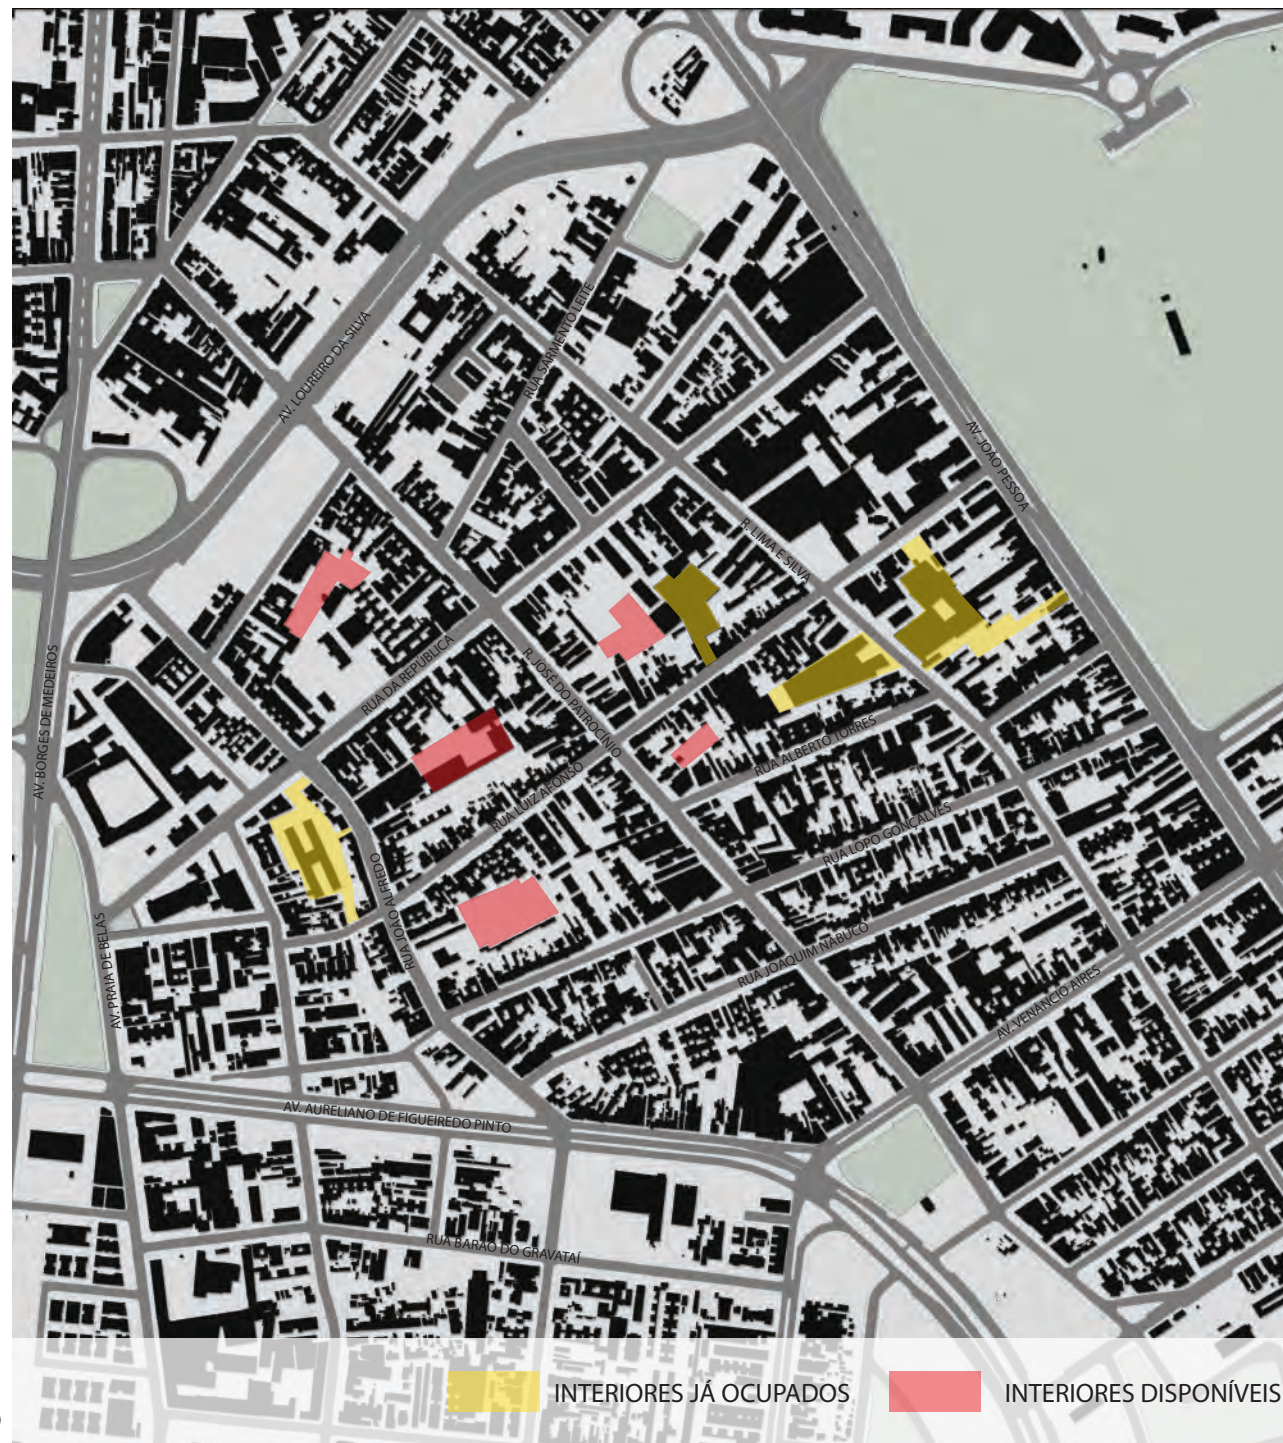 RUA SARMENTO LEITE
AV. LOUREIRO DA SILVA
AV. JOÃO PESSOA
R. LIMA E SILVA
RUA DA REPÚBLICA
R. JOSÉ DO PATROCÍNIO
AV. BORGES DE MEDEIROS
RUA ALBERTO TORRES
RUA LUIZ AFONSO
RUA LOPO GONÇALVES
RUA JOÃO ALFREDO
AV. PRAIA DE BELAS
RUA JOAQUIM NABUCO
AV. VENANCIO AIRES
AV. AURELIANO DE FIGUEIREDO PINTO
RUA BARÃO DO GRAVATAÍ
INTERIORES JÁ OCUPADOS
INTERIORES DISPONÍVEIS